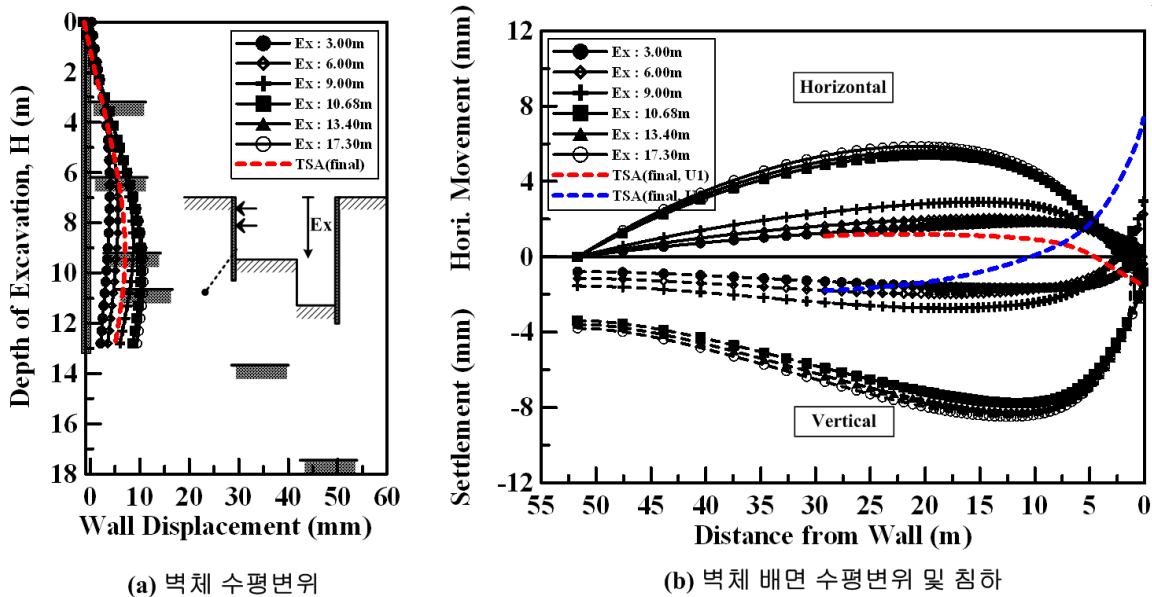 Depth of Excavation, H (m)
0
2
4
6
8
10
12
14
16
18
Ex : 3.00m
Ex : 6.00m
Ex : 9.00m
Ex : 10.68m
Ex : 13.40m
Ex : 17.30m
TSA(final)
Ex
0 10 20 30 40 50 60
Wall Displacement (mm)
(a) 벽체 수평변위
Settlement (mm) Hori. Movement (mm)
12
8
4
0
-4
-8
-12
Ex : 3.00m
Ex : 6.00m
Ex : 9.00m
Ex : 10.68m
Ex : 13.40m
Ex : 17.30m
TSA(final, U1)
TSA(final, U
Horizontal
Vertical
55 50 45 40 35 30 25 20 15 10 5 0
Distance from Wall (m)
(b) 벽체 배면 수평변위 및 침하